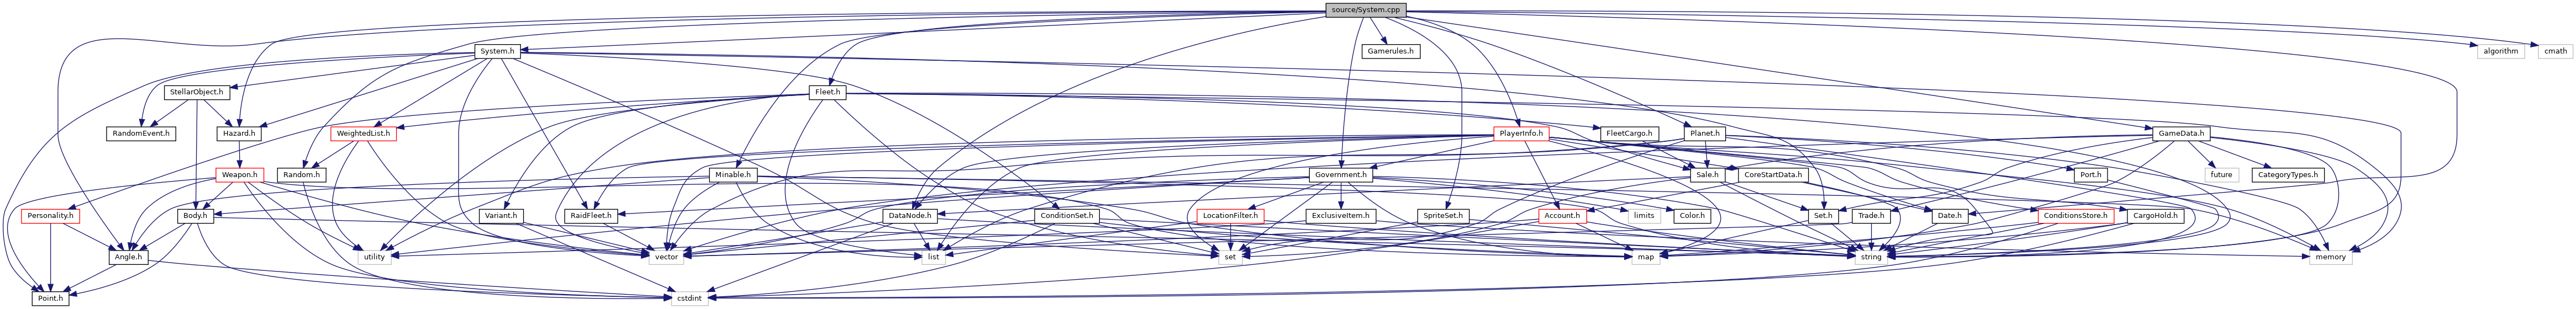 source/System.cpp
System.h
Gamerules.h
algorithm
cmath
StellarObject.h
Fleet.h
RandomEvent.h
Hazard.h
WeightedList.h
PlayerInfo.h
FleetCargo.h
Planet.h
GameData.h
Weapon.h
Random.h
Minable.h
Government.h
Sale.h
CoreStartData.h
Port.h
future
CategoryTypes.h
Personality.h
Body.h
Variant.h
RaidFleet.h
DataNode.h
ConditionSet.h
LocationFilter.h
ExclusiveItem.h
SpriteSet.h
Account.h
limits
Color.h
Set.h
Trade.h
Date.h
ConditionsStore.h
CargoHold.h
Angle.h
utility
vector
list
set
map
string
memory
Point.h
cstdint